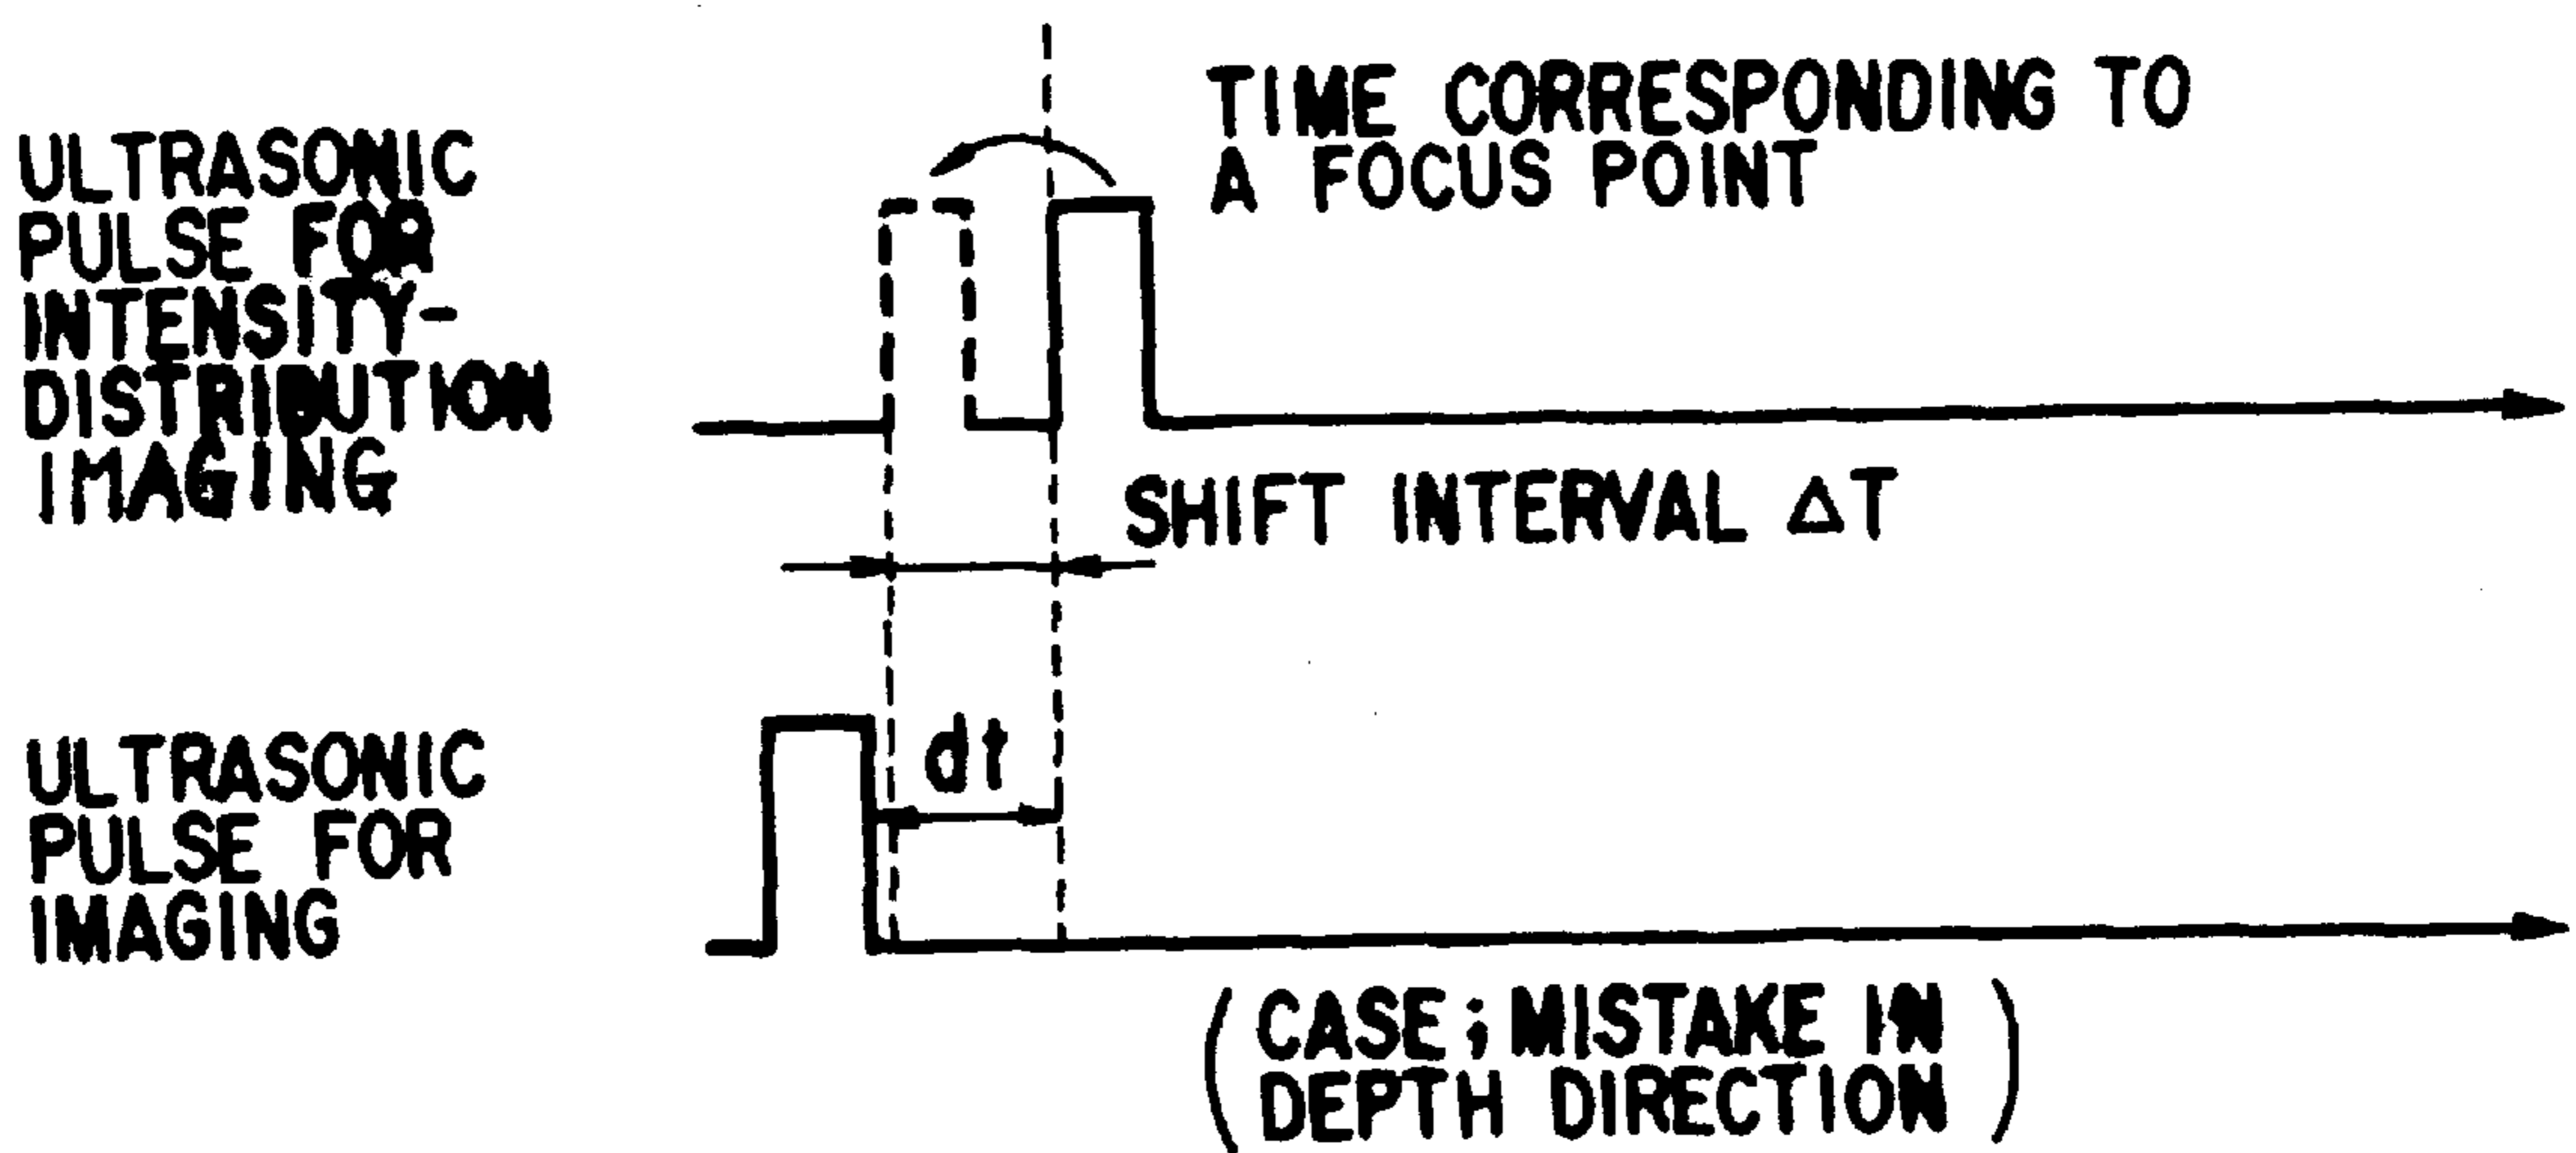 TIME CORRESPONDING TO
A FOCUS POINT
ULTRASONIC
PULSE FOR
INTENSITY-
DISTRIBUTION
IMAGING
SHIFT INTERVAL ΔT
dt
ULTRASONIC
PULSE FOR
IMAGING
(CASE; MISTAKE IN
DEPTH DIRECTION)